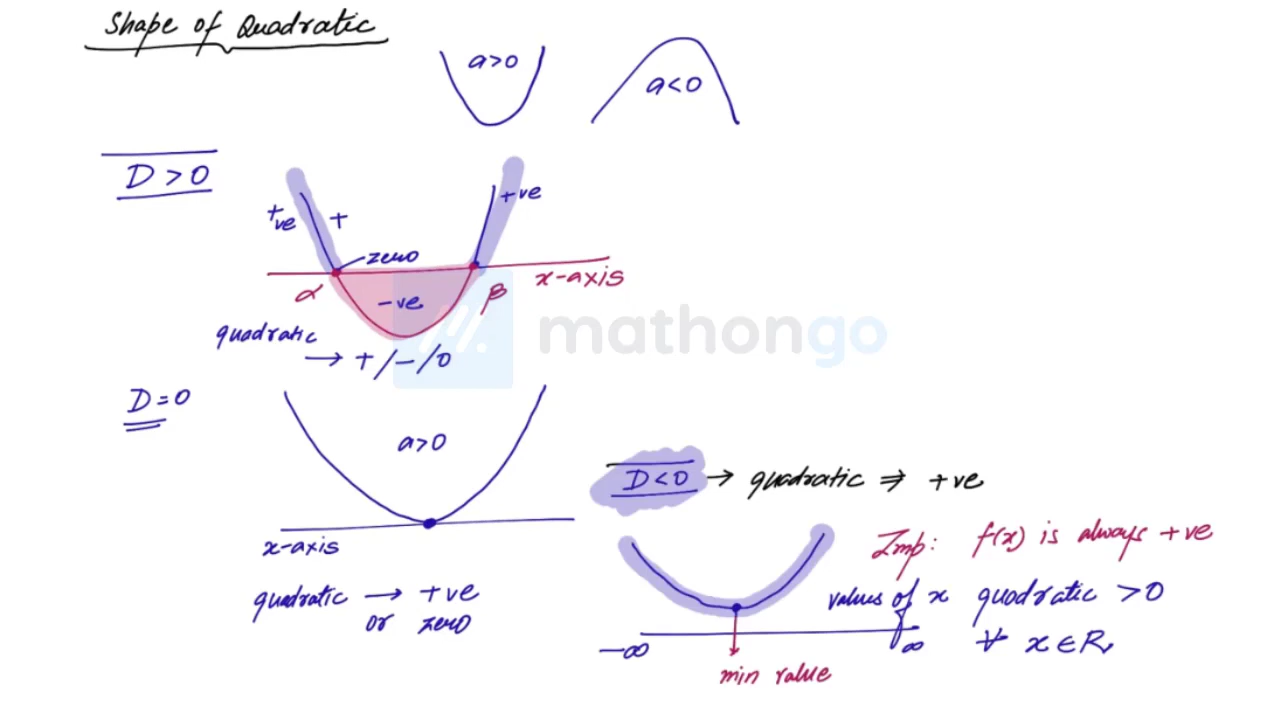 Shape of Quadratic
a>0
a<0
D>0
+ve
+
+ve
zero
x-axis
α
-ve
β
quadratic
→ +/-/0
mathongo
D=0
a>0
D<0 → quadratic ⇒ +ve
x-axis
Imp: f(x) is always +ve
quadratic → +ve
or zero
values of x quadratic >0
-∞
∞
∀ x∈R
min value